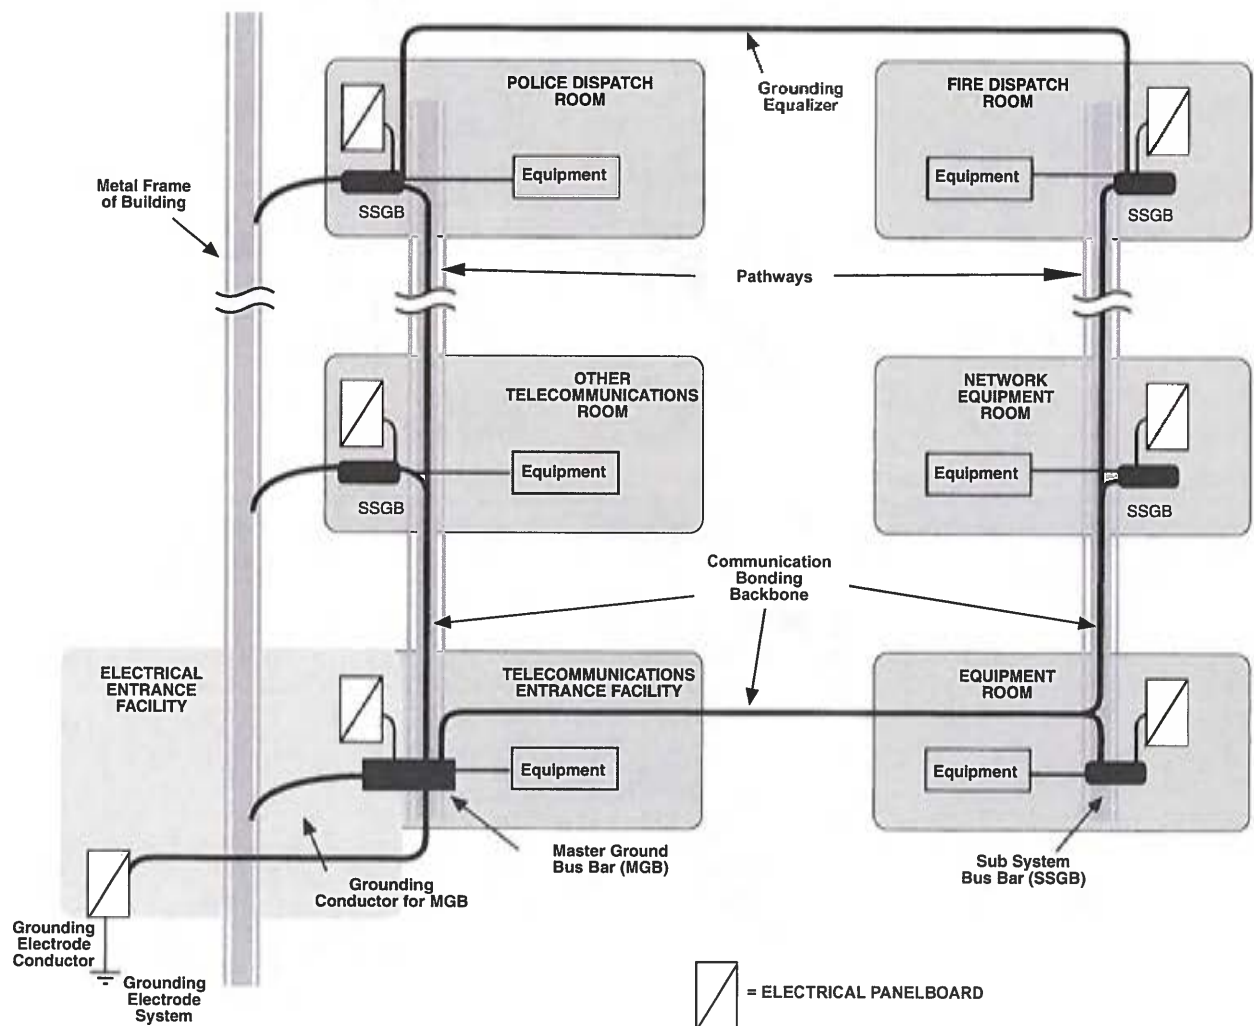 POLICE DISPATCH
ROOM
Grounding
Equalizer
FIRE DISPATCH
ROOM
Metal Frame
of Building
Equipment
SSGB
Equipment
SSGB
Pathways
OTHER
TELECOMMUNICATIONS
ROOM
NETWORK
EQUIPMENT
ROOM
Equipment
SSGB
Equipment
SSGB
Communication
Bonding
Backbone
ELECTRICAL
ENTRANCE
FACILITY
TELECOMMUNICATIONS
ENTRANCE FACILITY
EQUIPMENT
ROOM
Equipment
Equipment
Master Ground
Bus Bar (MGB)
Sub System
Bus Bar (SSGB)
Grounding
Conductor for MGB
Grounding
Electrode
Conductor
Grounding
Electrode
System
= ELECTRICAL PANELBOARD